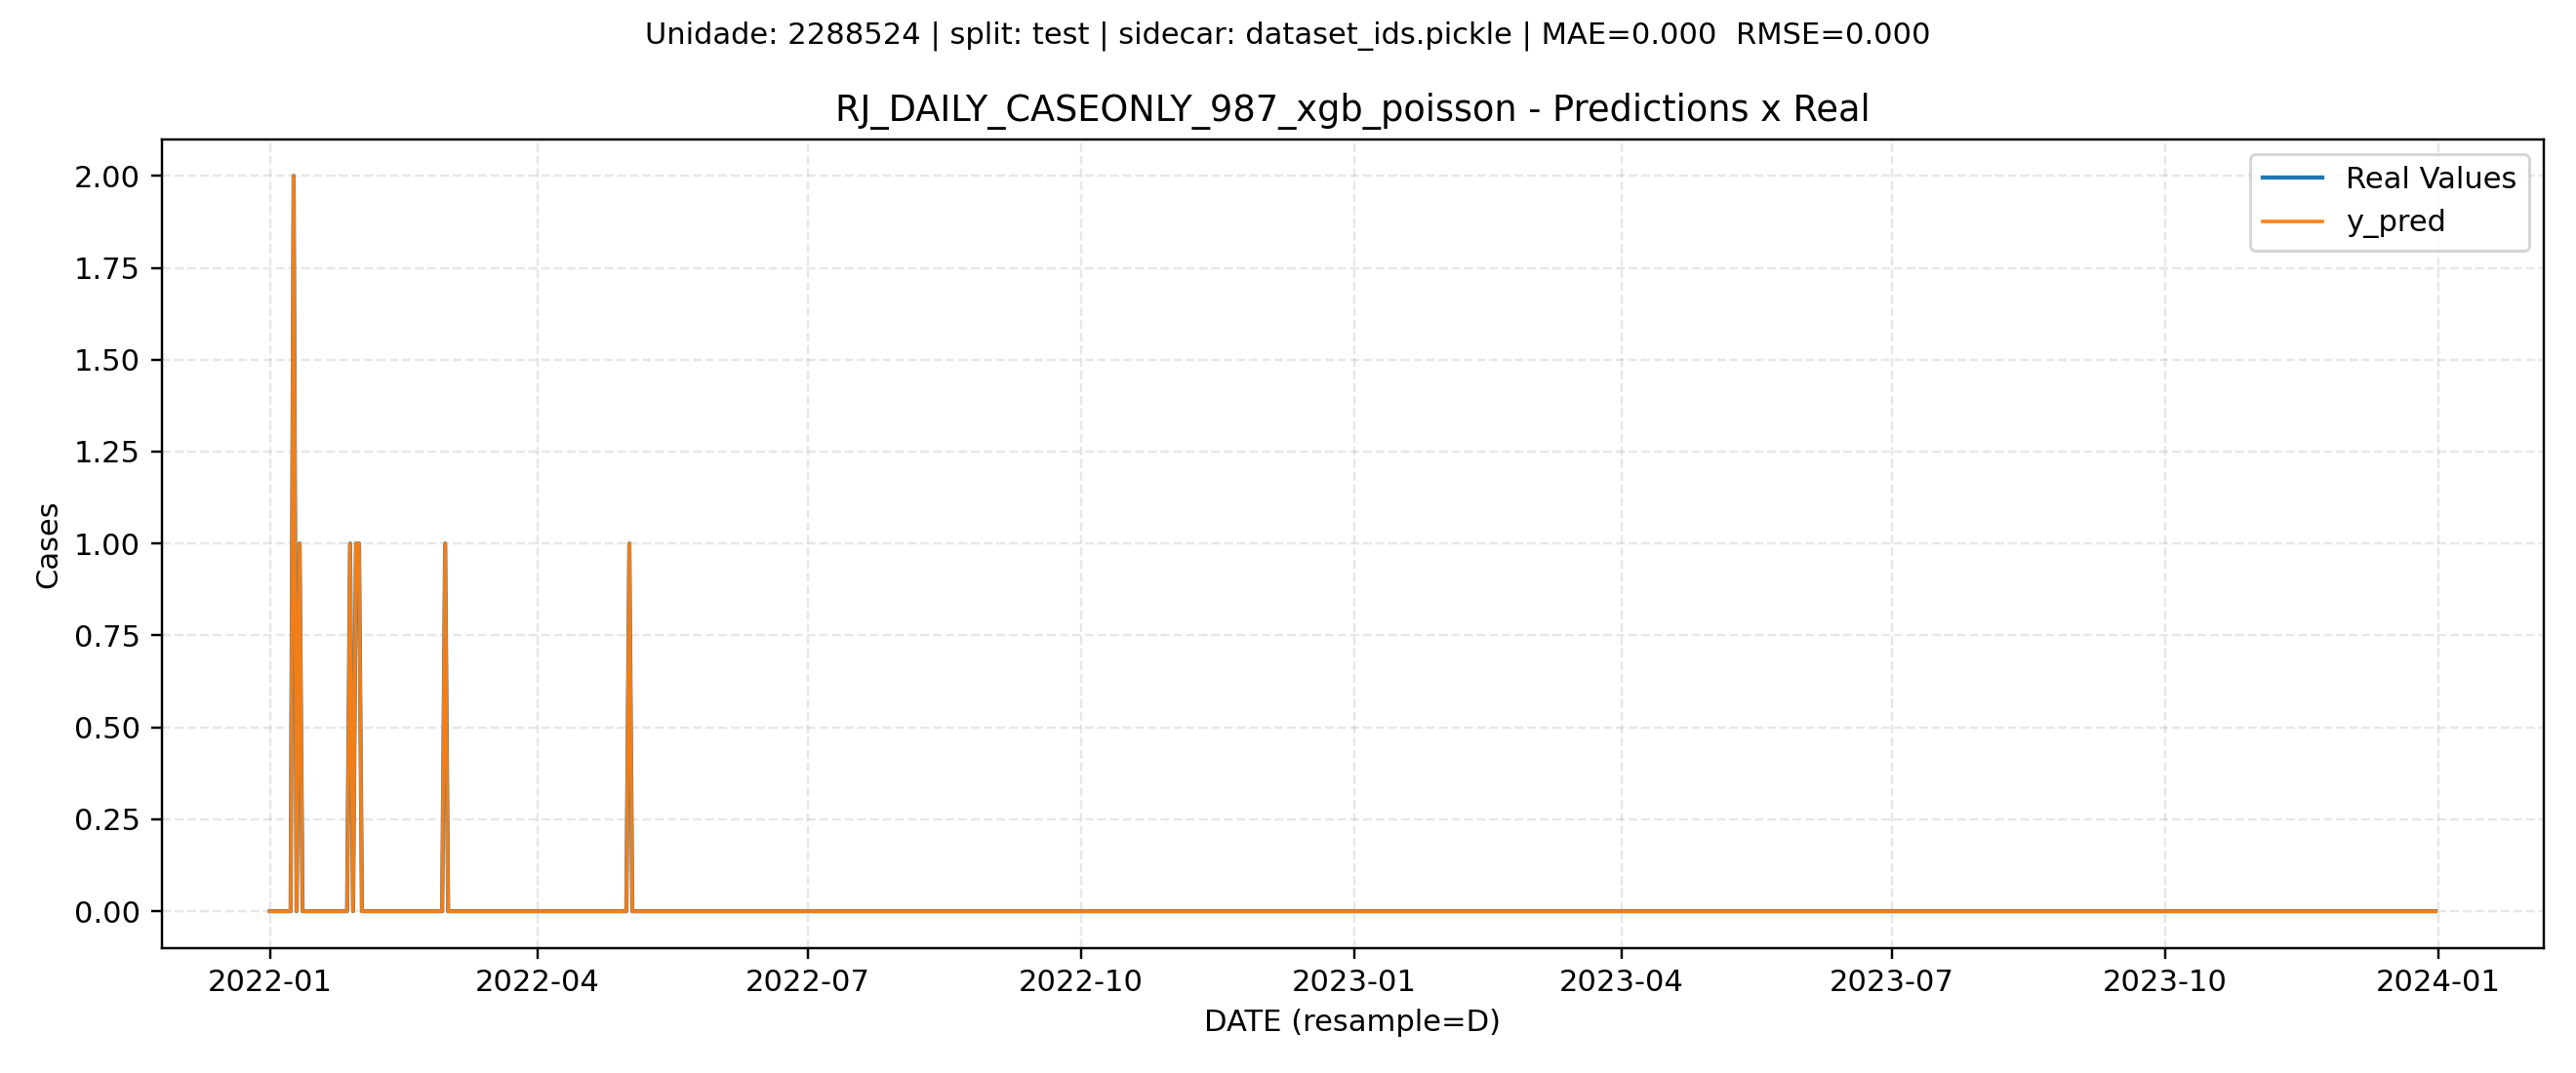 Unidade: 2288524 | split: test | sidecar: dataset_ids.pickle | MAE=0.000  RMSE=0.000
RJ_DAILY_CASEONLY_987_xgb_poisson - Predictions x Real
Real Values
y_pred
Cases
2.00
1.75
1.50
1.25
1.00
0.75
0.50
0.25
0.00
2022-01 2022-04 2022-07 2022-10 2023-01 2023-04 2023-07 2023-10 2024-01
DATE (resample=D)